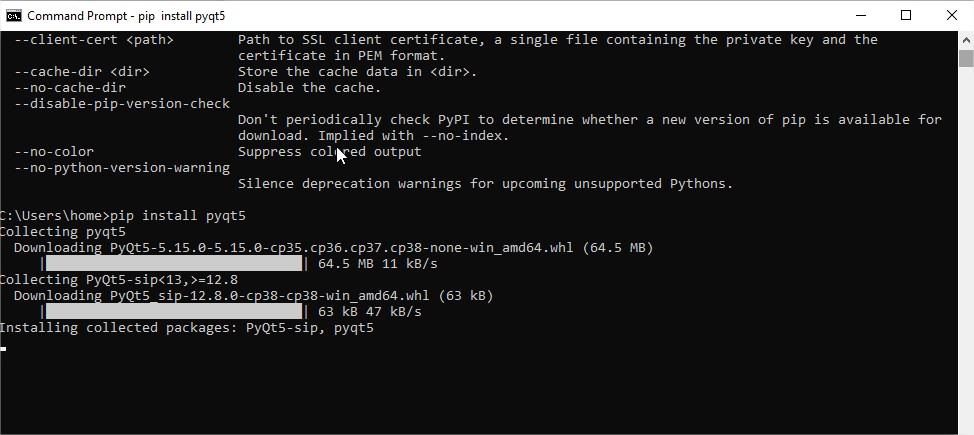 Command Prompt - pip  install pyqt5
--client-cert <path>        Path to SSL client certificate, a single file containing the private key and the
certificate in PEM format.
--cache-dir <dir>           Store the cache data in <dir>.
--no-cache-dir              Disable the cache.
--disable-pip-version-check
Don't periodically check PyPI to determine whether a new version of pip is available for
download. Implied with --no-index.
--no-color                  Suppress colored output
--no-python-version-warning
Silence deprecation warnings for upcoming unsupported Pythons.
C:\Users\home>pip install pyqt5
Collecting pyqt5
Downloading PyQt5-5.15.0-5.15.0-cp35.cp36.cp37.cp38-none-win_amd64.whl (64.5 MB)
|████████████████████████████████| 64.5 MB 11 kB/s
Collecting PyQt5-sip<13,>=12.8
Downloading PyQt5_sip-12.8.0-cp38-cp38-win_amd64.whl (63 kB)
|████████████████████████████████| 63 kB 47 kB/s
Installing collected packages: PyQt5-sip, pyqt5